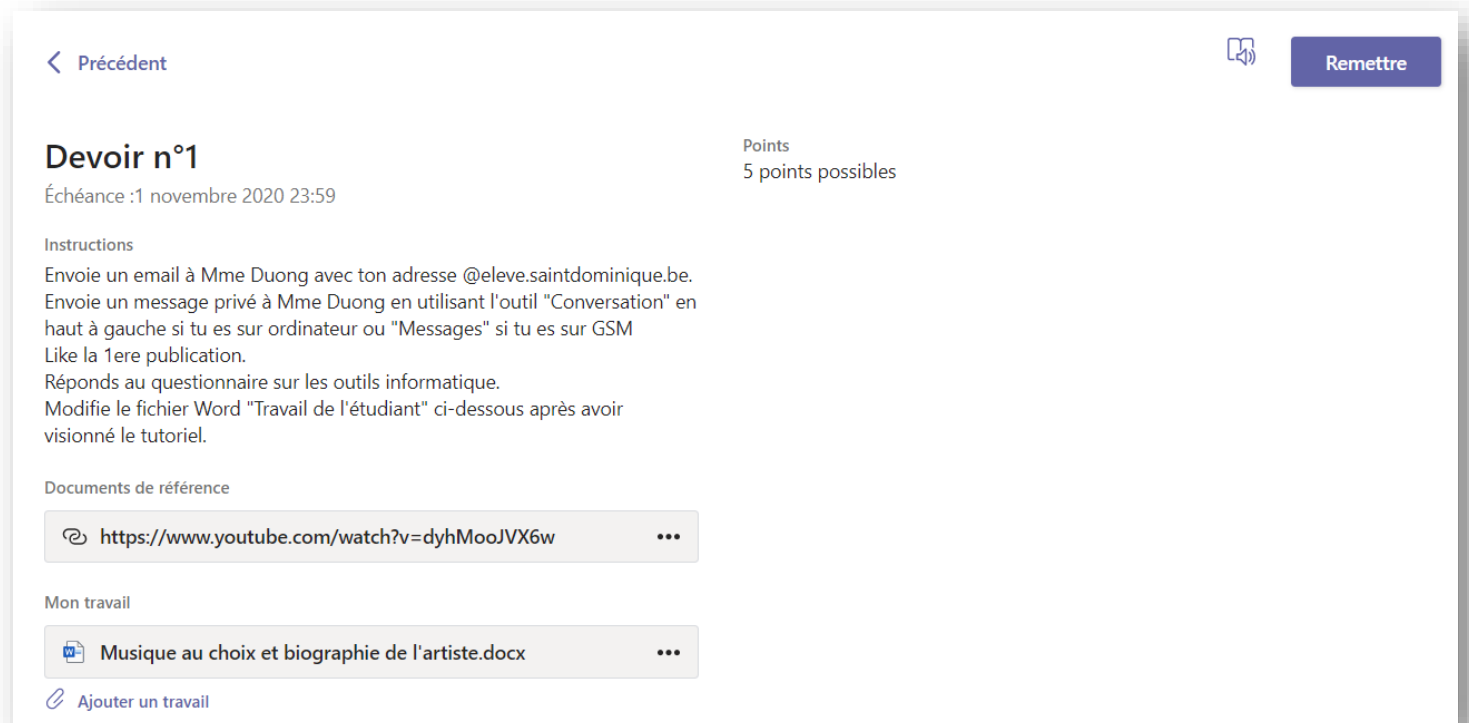 Précédent
Remettre
Devoir n°1
Échéance :1 novembre 2020 23:59
Points
5 points possibles
Instructions
Envoie un email à Mme Duong avec ton adresse @eleve.saintdominique.be.
Envoie un message privé à Mme Duong en utilisant l'outil "Conversation" en
haut à gauche si tu es sur ordinateur ou "Messages" si tu es sur GSM
Like la 1ere publication.
Réponds au questionnaire sur les outils informatique.
Modifie le fichier Word "Travail de l'étudiant" ci-dessous après avoir
visionné le tutoriel.
Documents de référence
https://www.youtube.com/watch?v=dyhMooJVX6w
Mon travail
Musique au choix et biographie de l'artiste.docx
Ajouter un travail